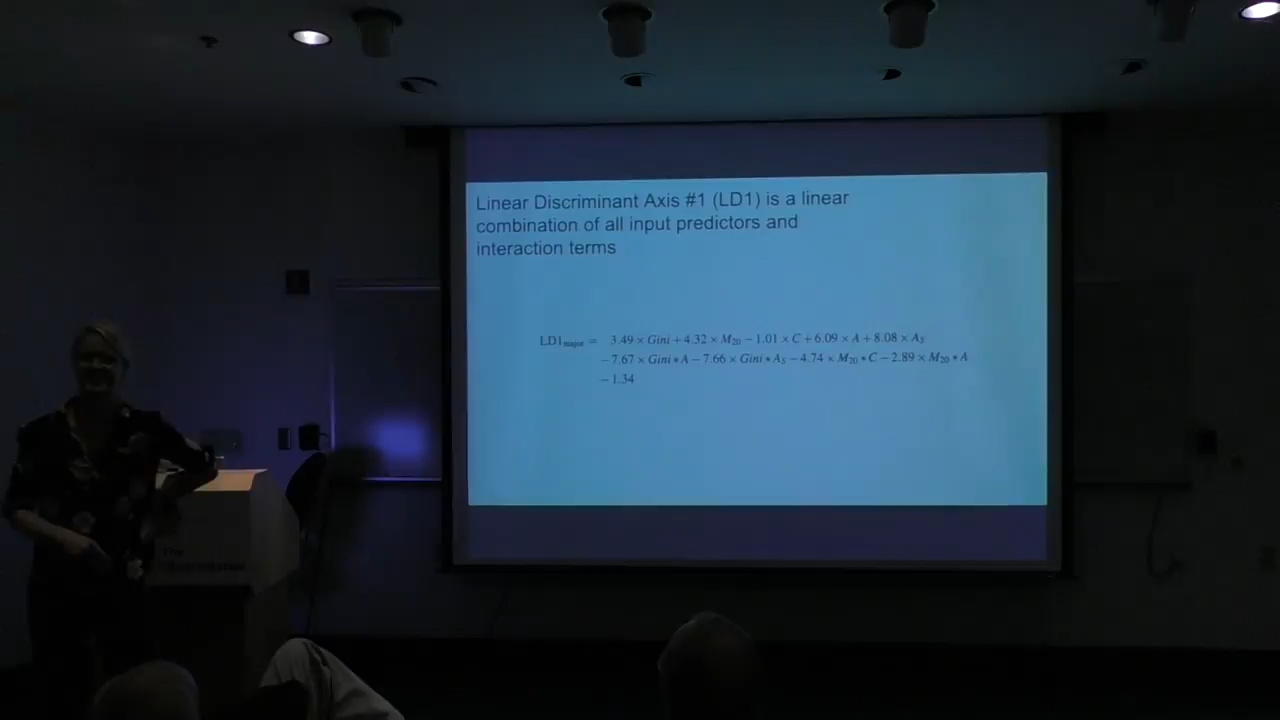 Linear Discriminant Axis #1 (LD1) is a linear
combination of all input predictors and
interaction terms
LD1major = 3.49 × Gini + 4.32 × M20 − 1.01 × C + 6.09 × A + 8.08 × AS
− 7.67 × Gini * A − 7.66 × Gini * AS − 4.74 × M20 * C − 2.89 × M20 * A
− 1.34
The